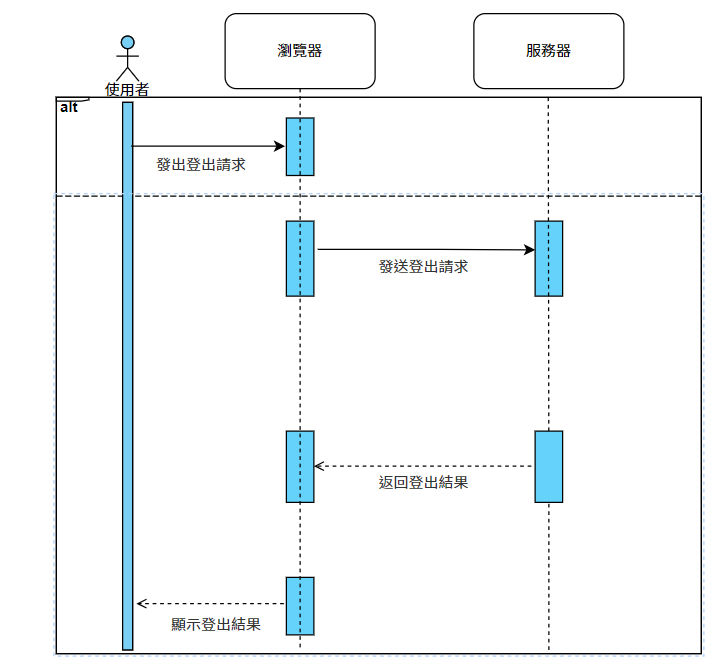 瀏覽器
服務器
使用者
alt
發出登出請求
發送登出請求
返回登出結果
顯示登出結果